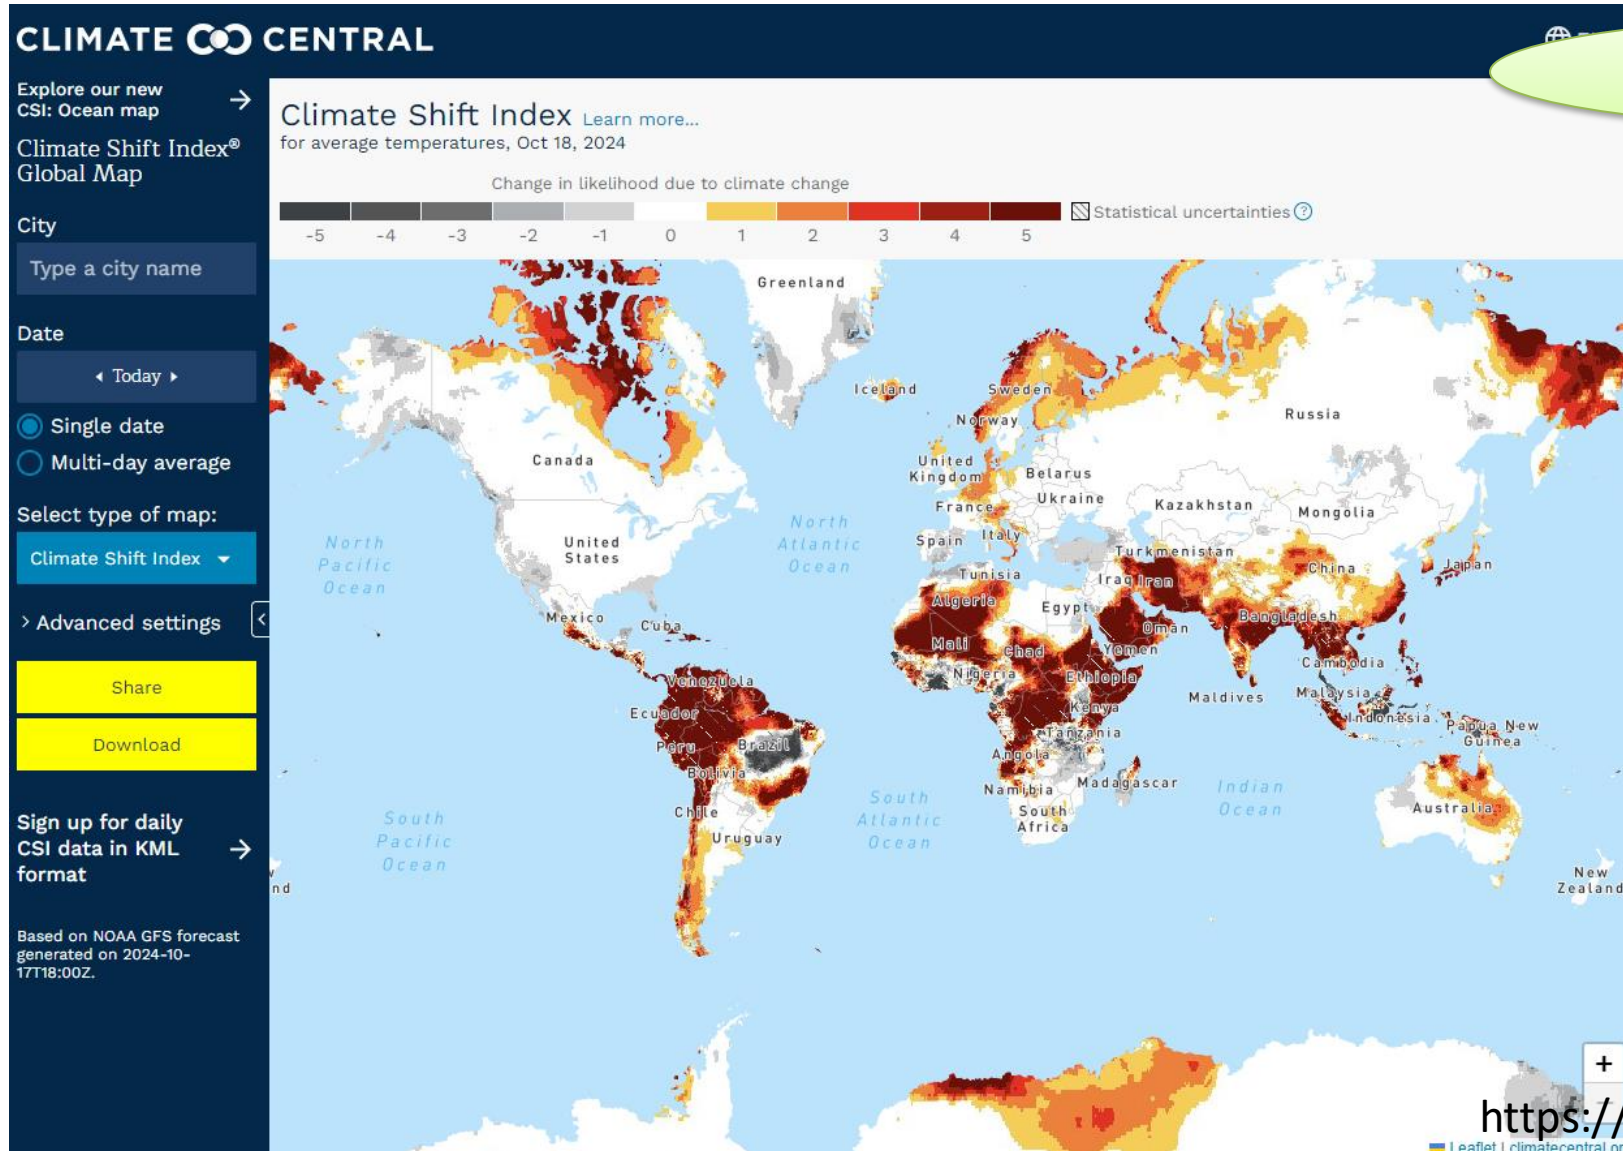 CLIMATE CENTRAL
Explore our new
CSI: Ocean map
Climate Shift Index®
Global Map
City
Type a city name
Date
Today
Single date
Multi-day average
Select type of map:
Climate Shift Index
Advanced settings
Share
Download
Sign up for daily
CSI data in KML
format
Based on NOAA GFS forecast
generated on 2024-10-
17T18:00Z.
Climate Shift Index Learn more...
for average temperatures, Oct 18, 2024
Change in likelihood due to climate change
Statistical uncertainties ?
-5 -4 -3 -2 -1 0 1 2 3 4 5
Greenland
Iceland
Sweden
Norway
Russia
Canada
United
Kingdom
Belarus
Ukraine
France
Kazakhstan
Mongolia
North
Pacific
Ocean
United
States
North
Atlantic
Ocean
Spain
Italy
Turkmenistan
China
Japan
Tunisia
Iraq
Iran
Algeria
Egypt
Bangladesh
Mexico
Cuba
Oman
Mali
Chad
Yemen
Cambodia
Venezuela
Nigeria
Ethiopia
Maldives
Malaysia
Ecuador
Kenya
Indonesia
Papua New
Guinea
Peru
Brazil
Tanzania
Angola
Bolivia
Namibia
Madagascar
Indian
Ocean
Chile
South
Africa
Australia
South
Pacific
Ocean
Uruguay
South
Atlantic
Ocean
nd
New
Zealand
+
https://
Leaflet | climatecentral.or